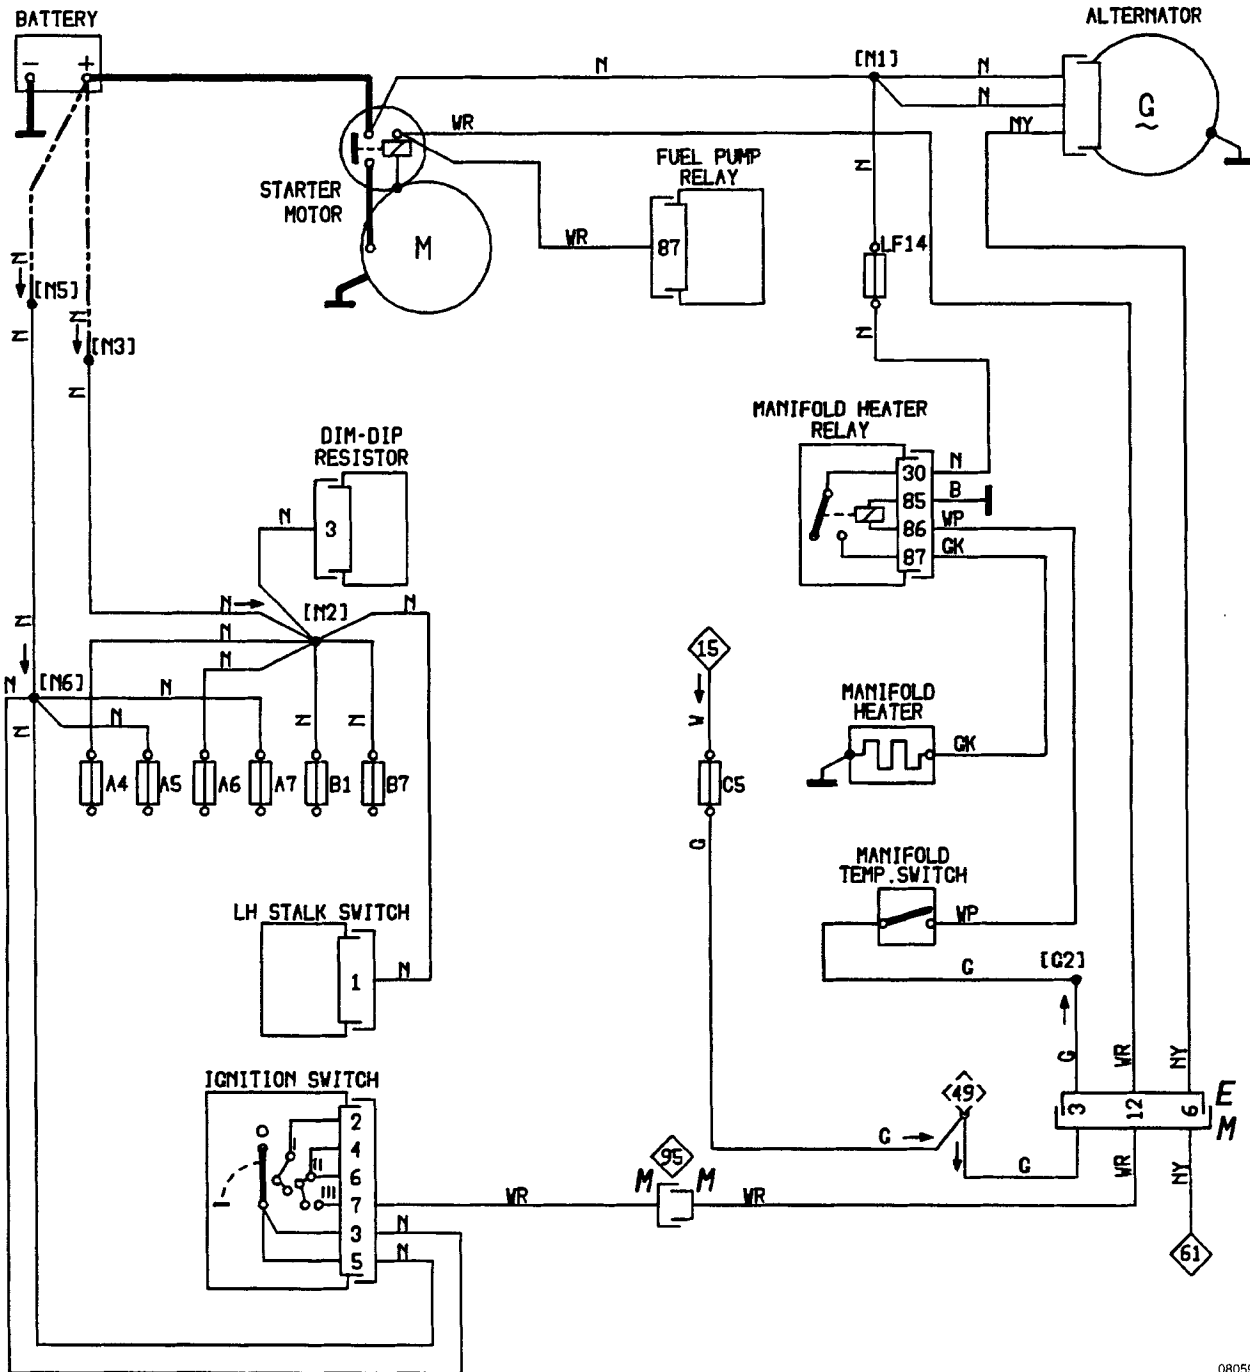 BATTERY
ALTERNATOR
- +
N
[N1]
N
N
G
~
WR
NY
FUEL PUMP
RELAY
N
STARTER
MOTOR
M
WR
87
LF14
N
[N5]
N
N
N
[N3]
N
N
MANIFOLD HEATER
RELAY
DIM-DIP
RESISTOR
30
N
85
B
86
WP
87
GK
N
3
N
[N2]
N
N
N
N
15
N
[N6]
N
N
N
N
N
W
MANIFOLD
HEATER
GK
A4
A5
A6
A7
B1
B7
C5
G
MANIFOLD
TEMP.SWITCH
WP
LH STALK SWITCH
1
N
G
[G2]
G
WR
NY
IGNITION SWITCH
49
3
12
6
E
M
O
I
II
III
2
4
6
7
3
5
G
G
95
M
M
WR
WR
WR
NY
N
N
61
08059